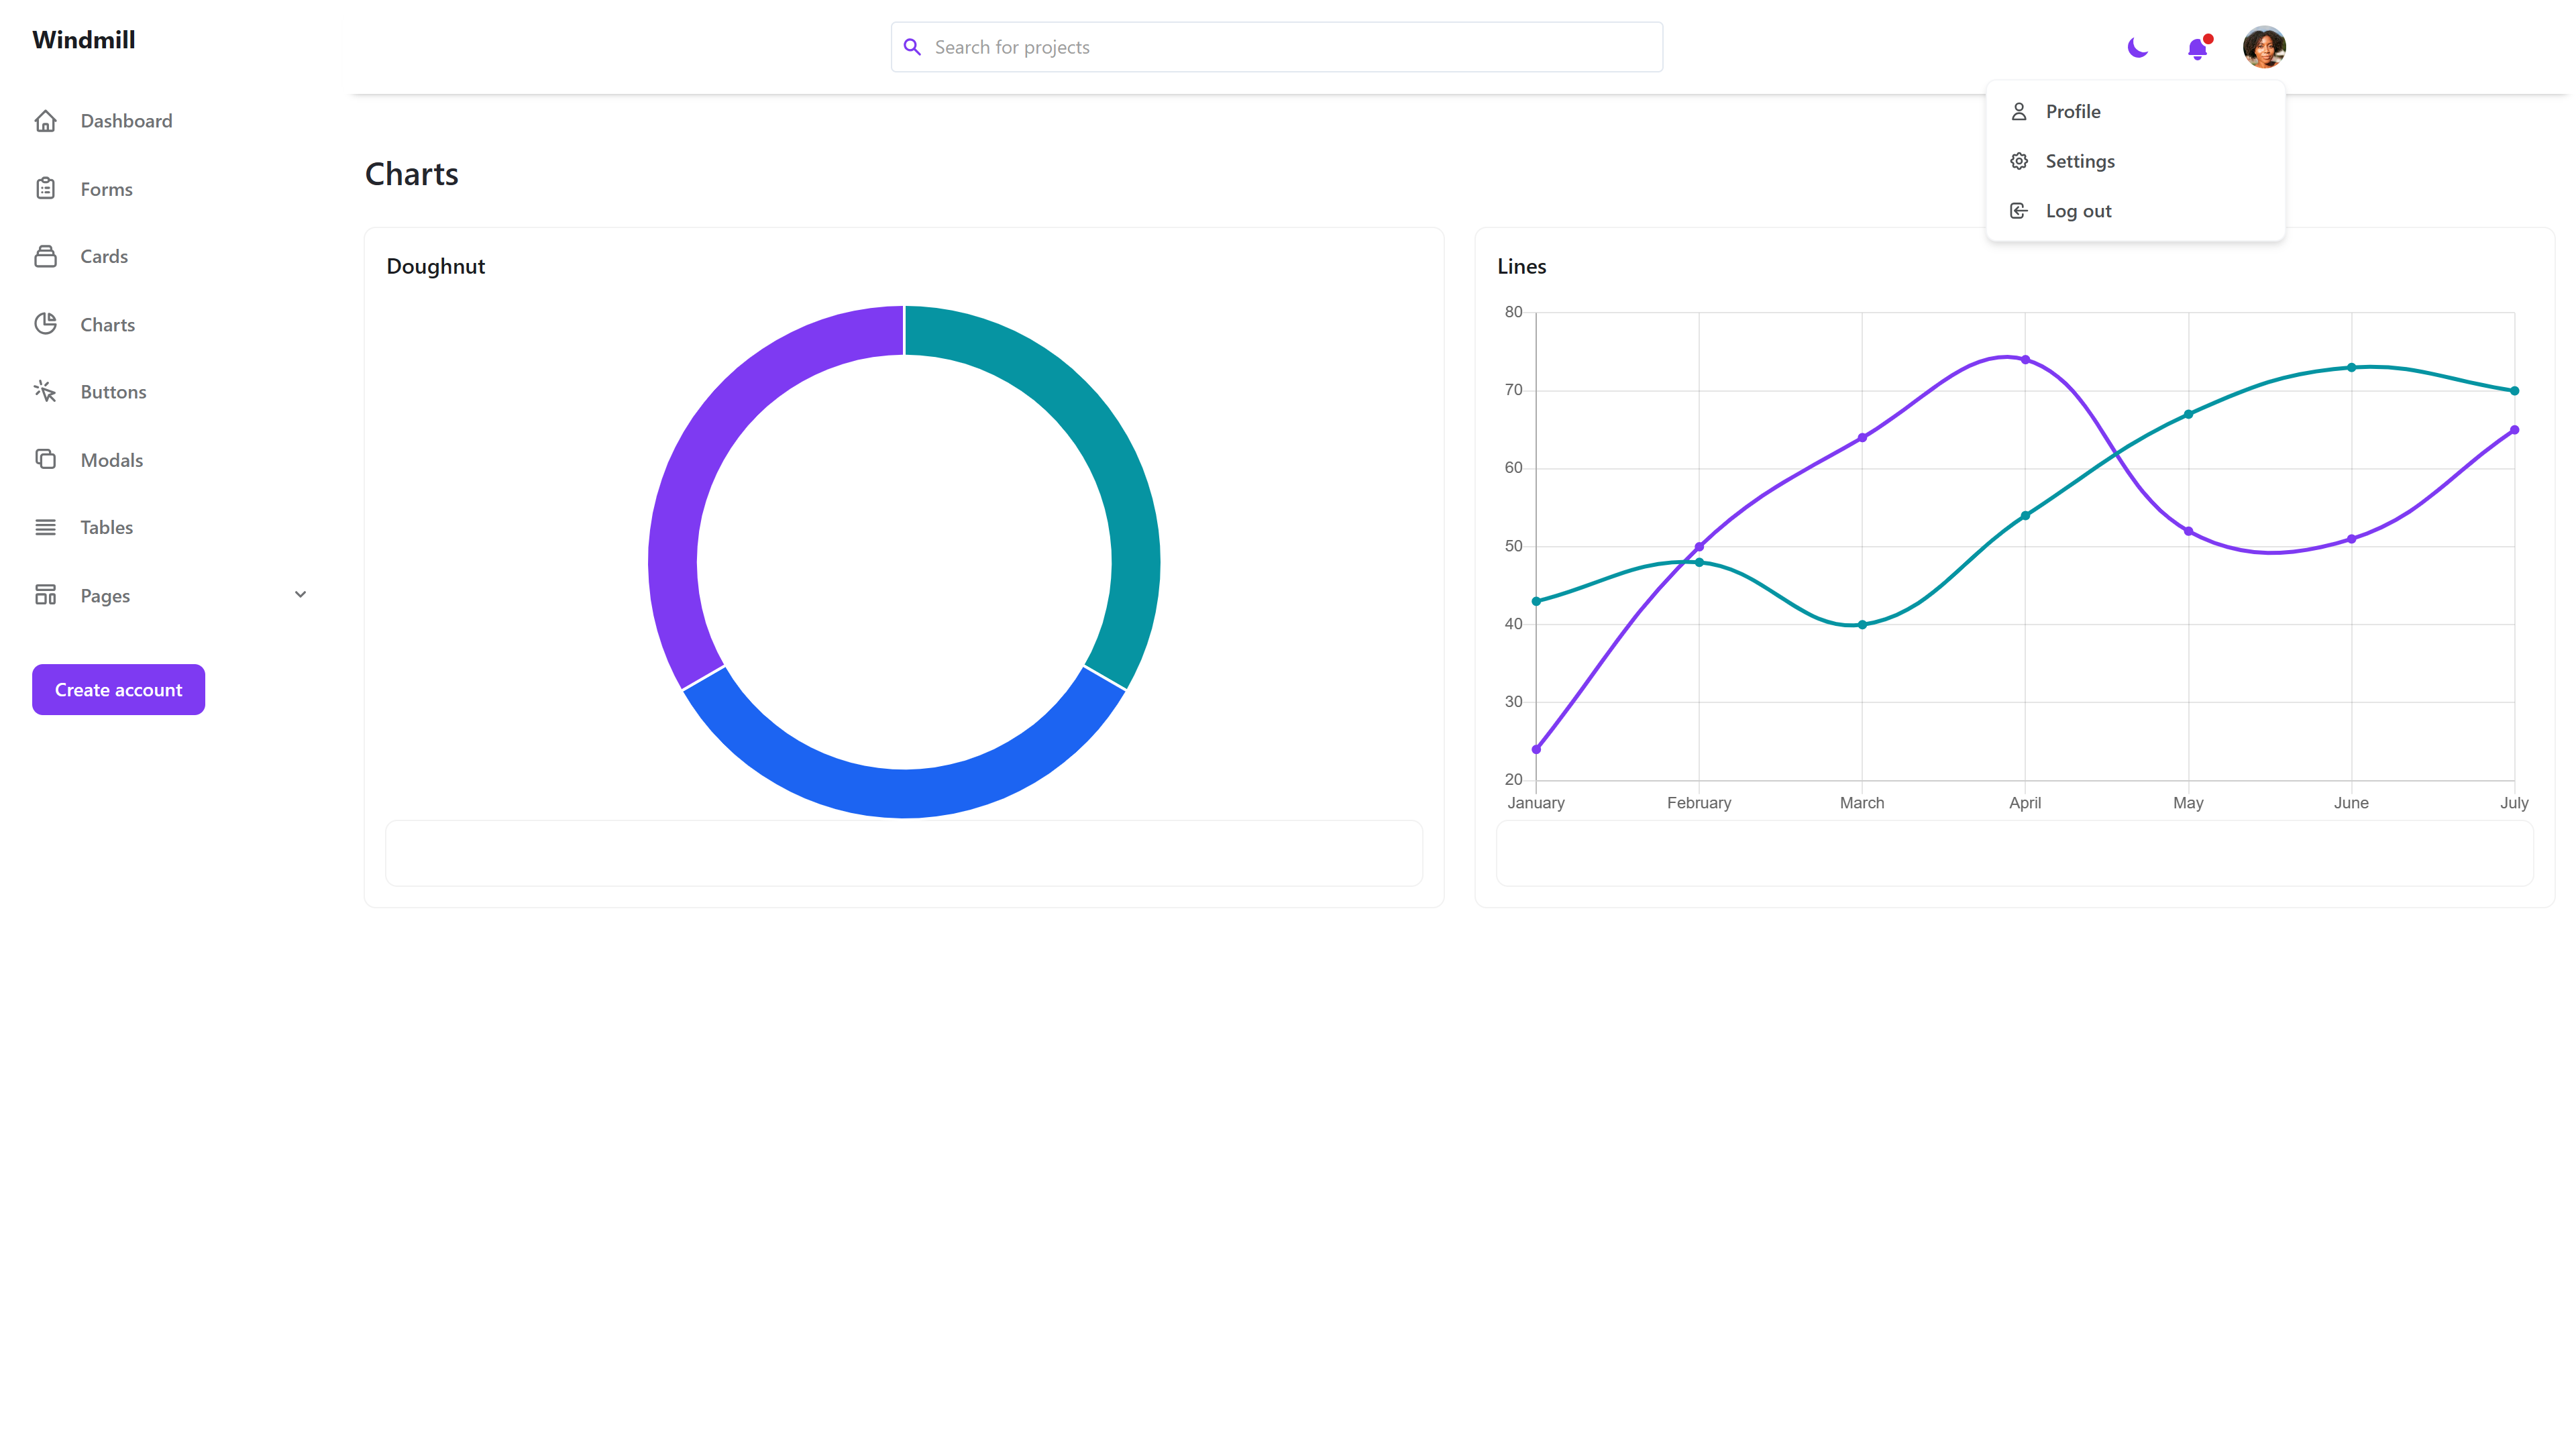 Windmill
Search for projects
Dashboard
Forms
Cards
Charts
Buttons
Modals
Tables
Pages
Create account
Profile
Settings
Log out
Charts
Doughnut
Lines
80
70
60
50
40
30
20
January February March April May June July